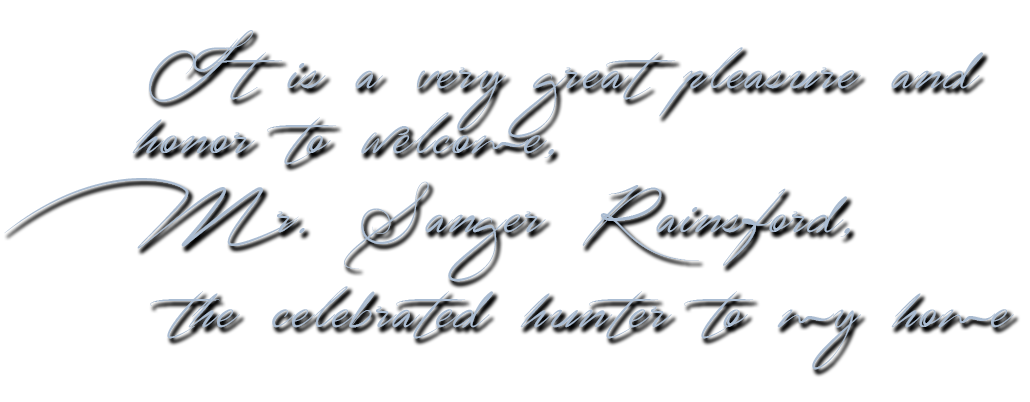 It is a very great pleasure and
honor to welcome,
Mr. Sanger Rainsford,
the celebrated hunter to my home